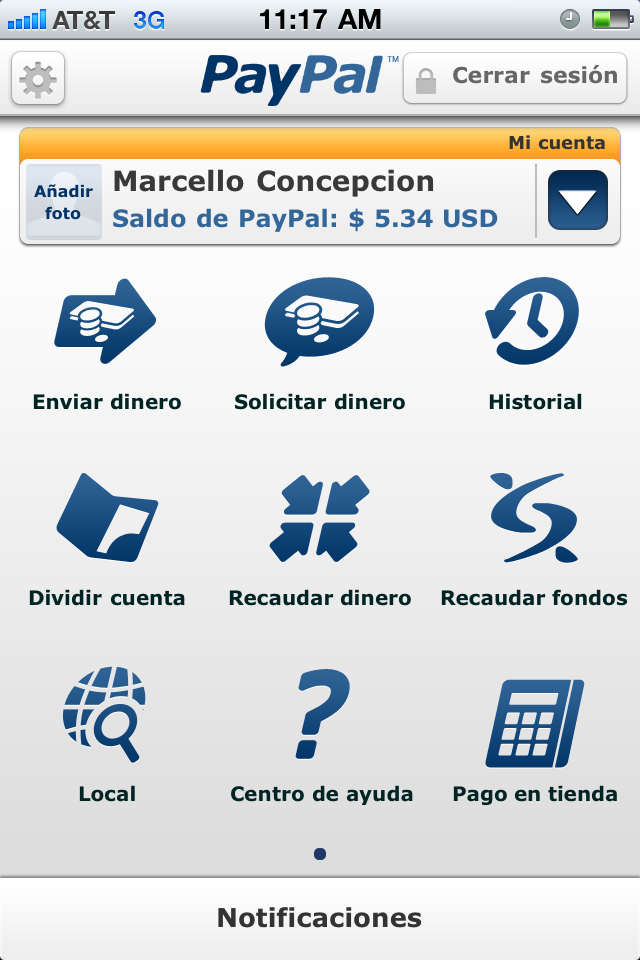 AT&T 3G 11:17 AM
PayPal™ Cerrar sesión
Mi cuenta
Añadir foto
Marcello Concepcion
Saldo de PayPal: $ 5.34 USD
Enviar dinero Solicitar dinero Historial
Dividir cuenta Recaudar dinero Recaudar fondos
Local Centro de ayuda Pago en tienda
Notificaciones